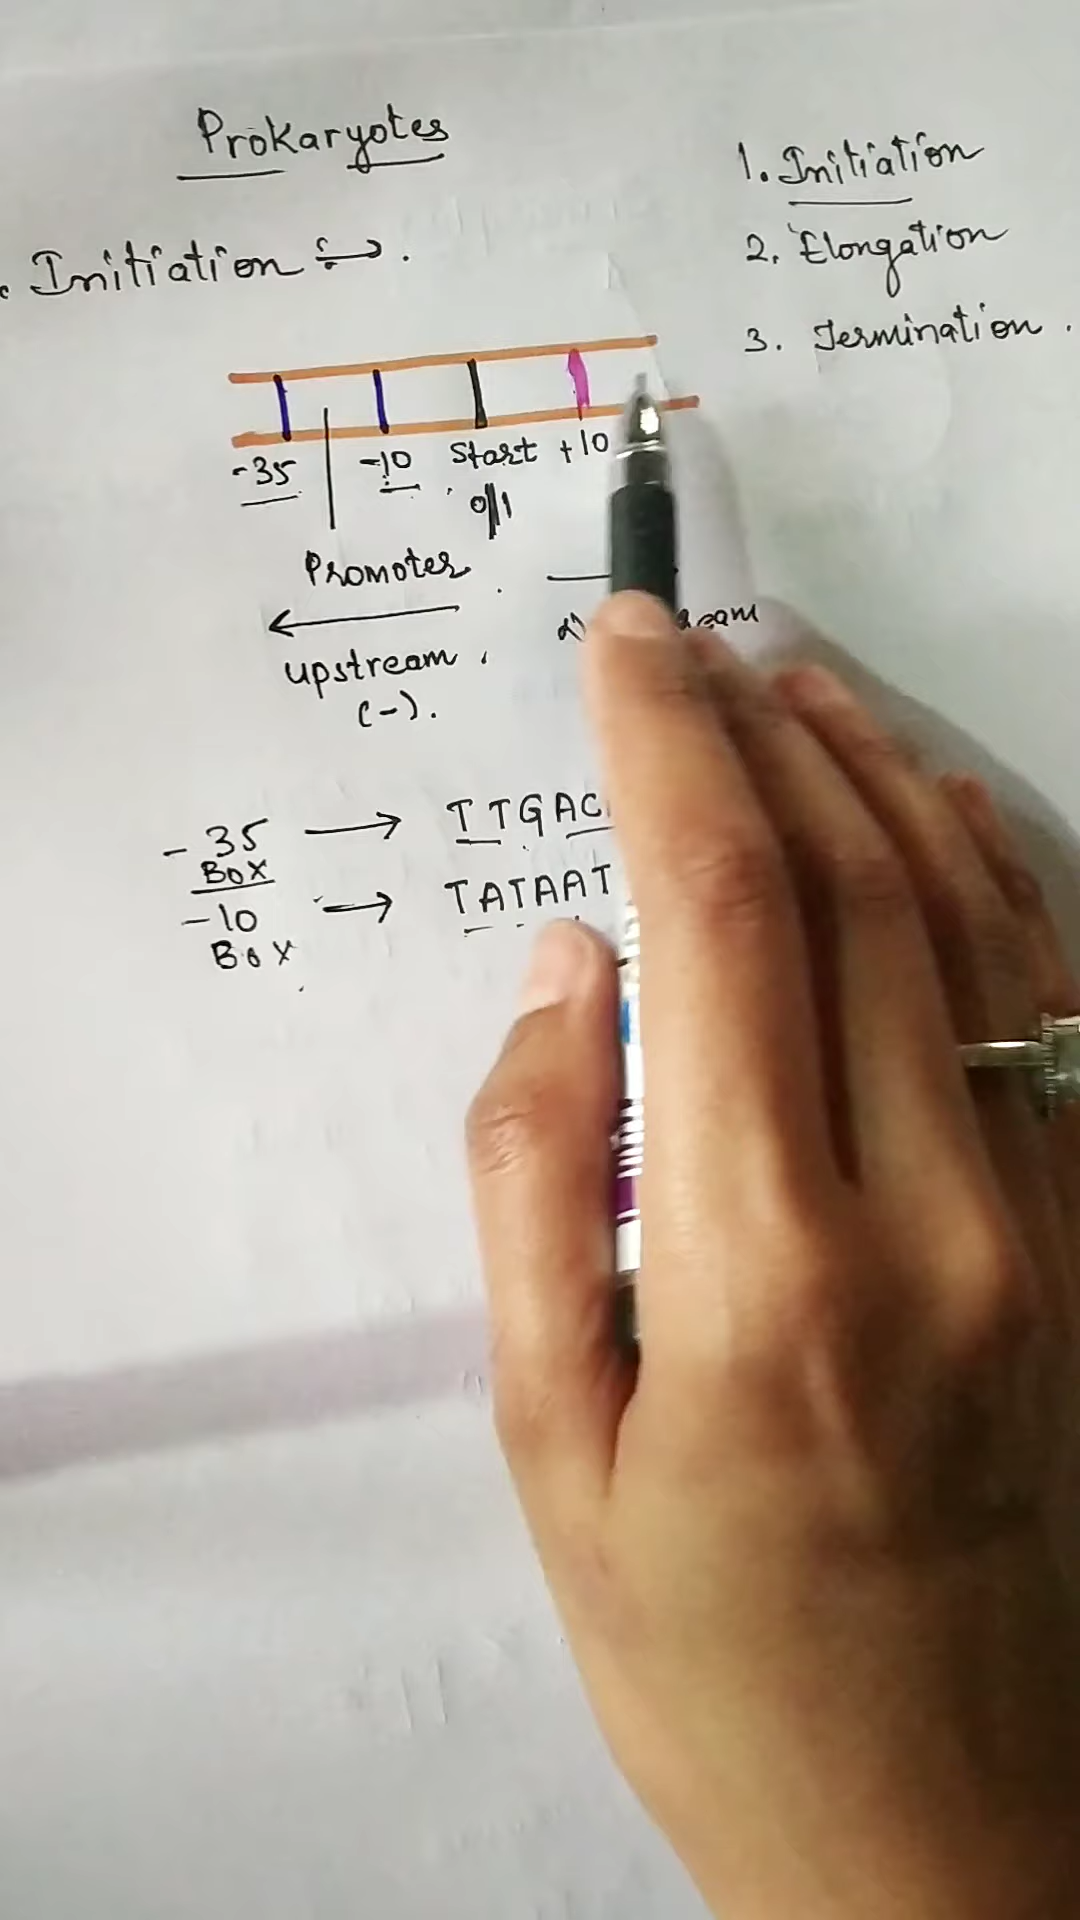 Prokaryotes
1. Initiation
2. Elongation
3. Termination.
Initiation
-35 -10 Start +10
0/1
Promoter
upstream
(-).
-35 → TTGAC
Box
-10 → TATAAT
Box